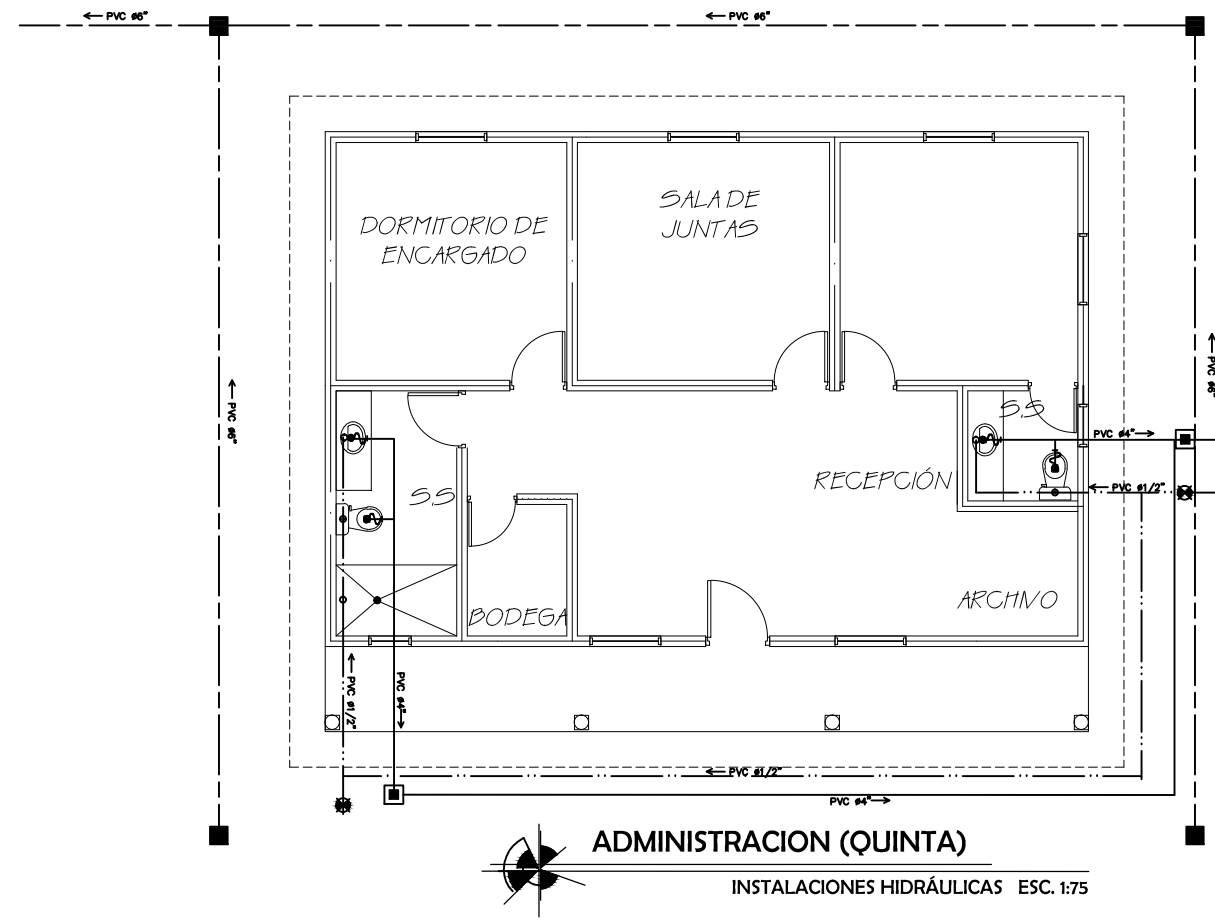 PVC ø6"
PVC ø6"
DORMITORIO DE
ENCARGADO
SALA DE
JUNTAS
PVC ø6"
PVC ø6"
S.S
PVC ø4"
RECEPCIÓN
PVC ø1/2"
S.S
ARCHIVO
BODEGA
PVC ø1/2"
PVC ø4"
PVC ø1/2"
PVC ø4"
ADMINISTRACION (QUINTA)
INSTALACIONES HIDRÁULICAS ESC. 1:75